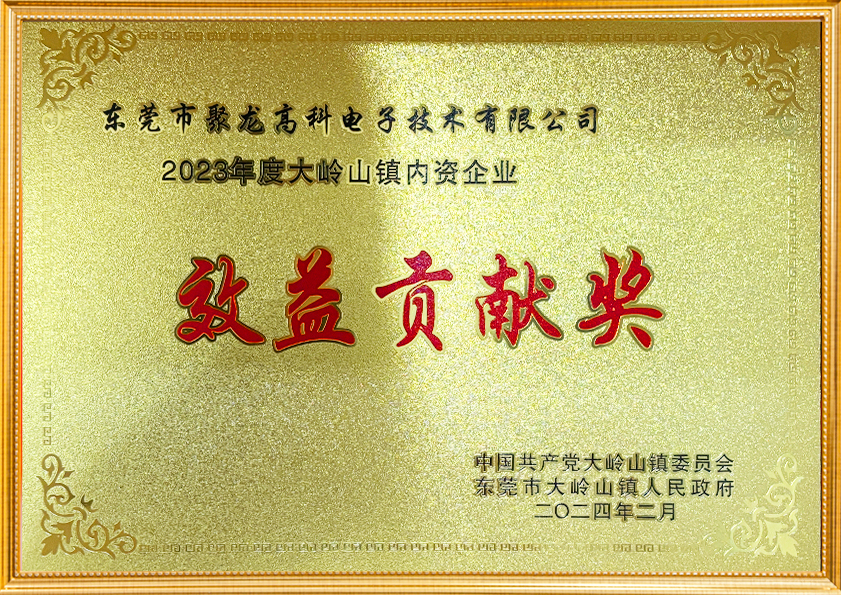 东莞市聚龙高科电子技术有限公司
2023年度大岭山镇内资企业
效益贡献奖
中国共产党大岭山镇委员会
东莞市大岭山镇人民政府
二〇二四年二月